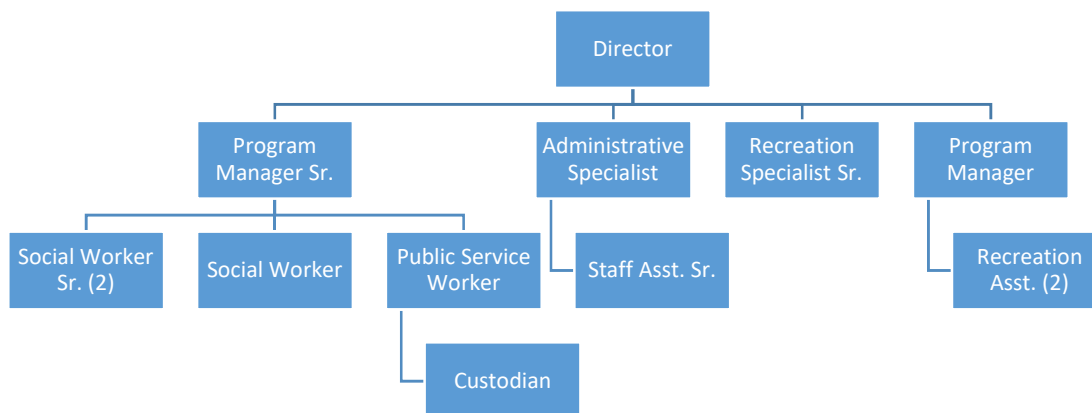 Director
Program
Manager Sr.
Administrative
Specialist
Recreation
Specialist Sr.
Program
Manager
Social Worker
Sr. (2)
Social Worker
Public Service
Worker
Staff Asst. Sr.
Recreation
Asst. (2)
Custodian